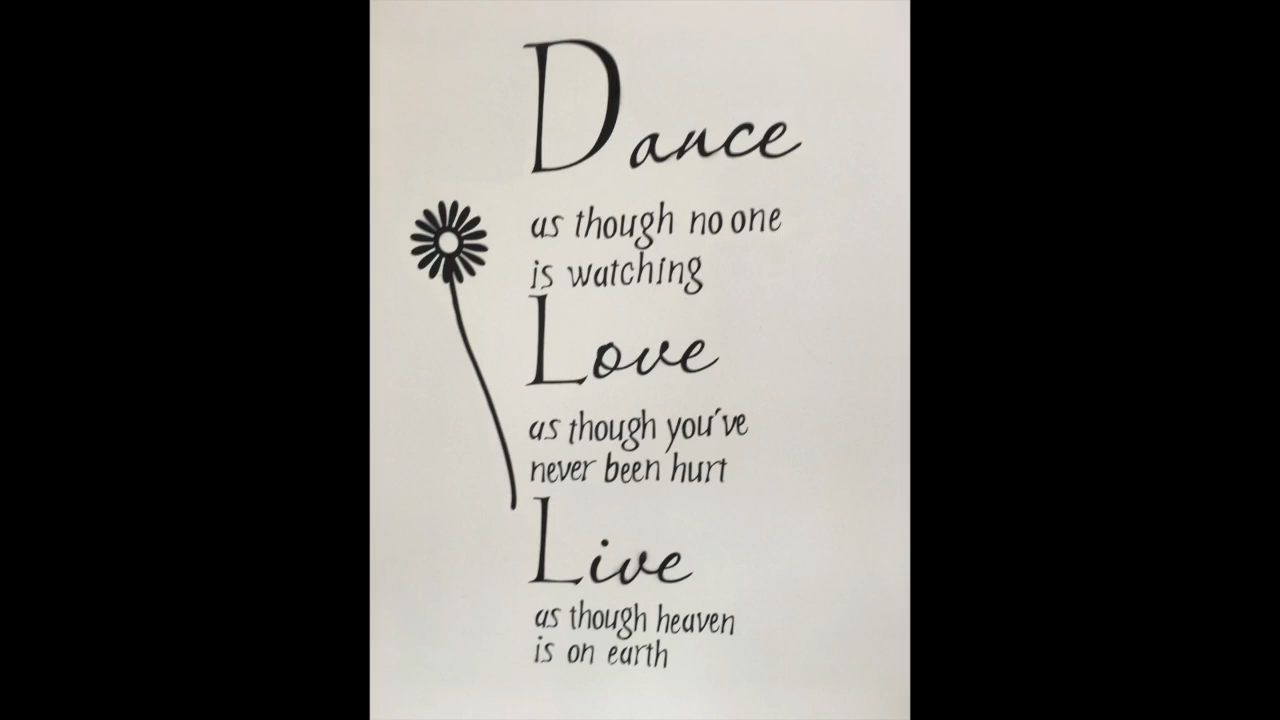 Dance
as though no one
is watching
Love
as though you've
never been hurt
Live
as though heaven
is on earth